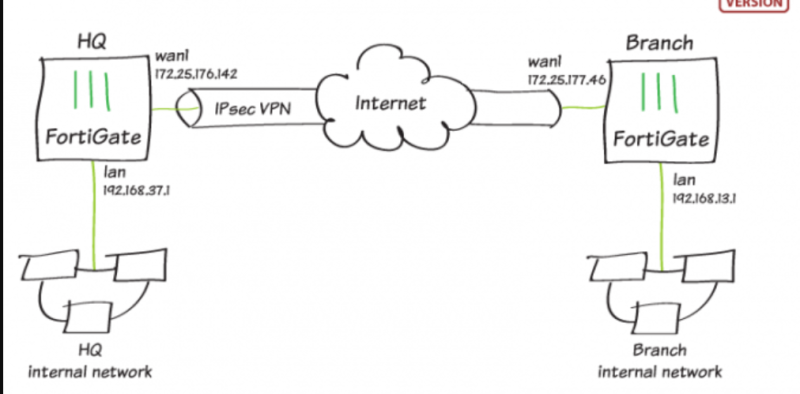 VERSION
HQ
wan1
172.25.176.142
FortiGate
IPsec VPN
Internet
wan1
172.25.177.46
Branch
FortiGate
lan
192.168.37.1
lan
192.168.13.1
HQ
internal network
Branch
internal network